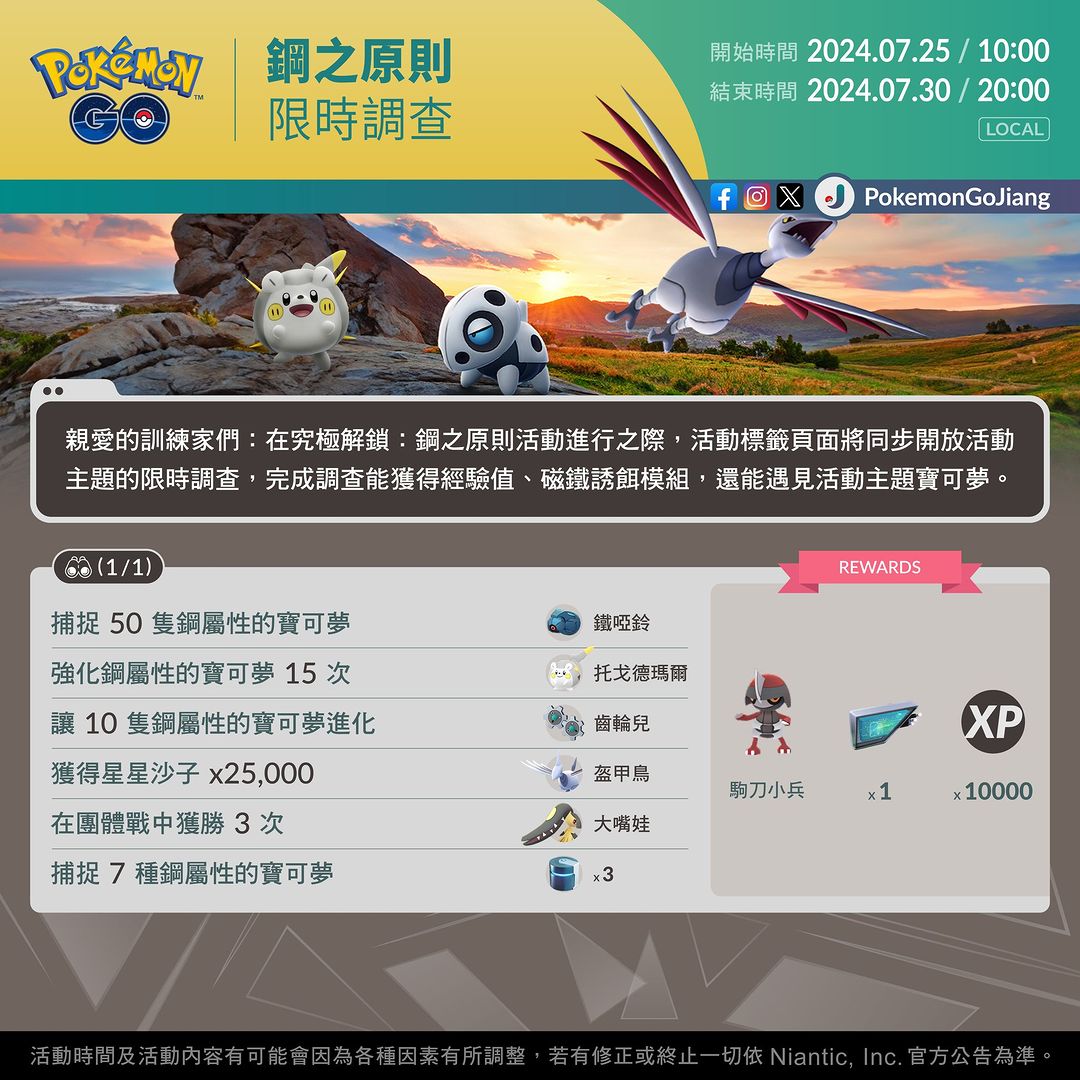 POKÉMON GO™
鋼之原則
限時調查
開始時間 2024.07.25 / 10:00
結束時間 2024.07.30 / 20:00
LOCAL
PokemonGoJiang
親愛的訓練家們：在究極解鎖：鋼之原則活動進行之際，活動標籤頁面將同步開放活動
主題的限時調查，完成調查能獲得經驗值、磁鐵誘餌模組，還能遇見活動主題寶可夢。
(1/1)
捕捉 50 隻鋼屬性的寶可夢 鐵啞鈴
強化鋼屬性的寶可夢 15 次 托戈德瑪爾
讓 10 隻鋼屬性的寶可夢進化 齒輪兒
獲得星星沙子 x25,000 盔甲鳥
在團體戰中獲勝 3 次 大嘴娃
捕捉 7 種鋼屬性的寶可夢 x3
REWARDS
XP
駒刀小兵 x1 x10000
活動時間及活動內容有可能會因為各種因素有所調整，若有修正或終止一切依 Niantic, Inc. 官方公告為準。